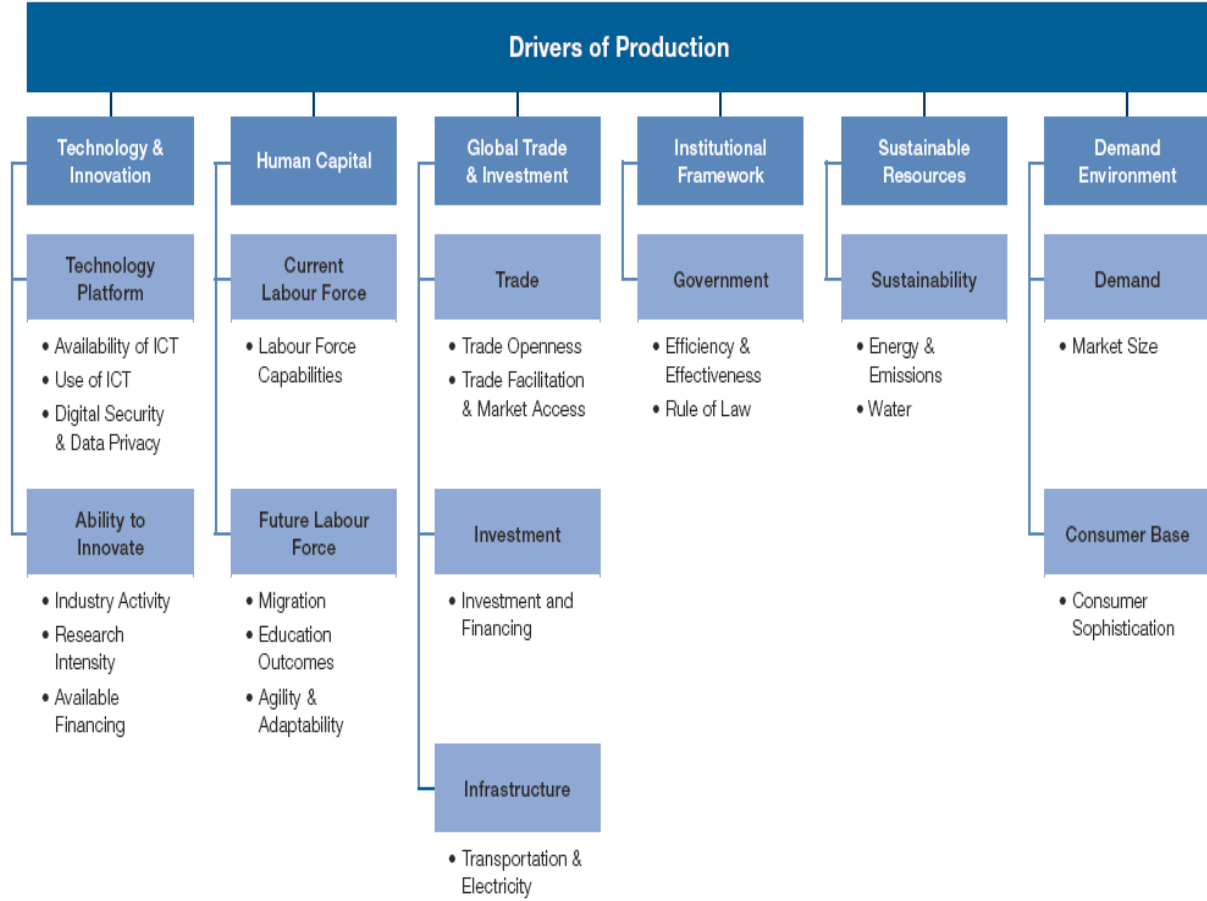 Drivers of Production
Technology &
Innovation
Technology
Platform
• Availability of ICT
• Use of ICT
• Digital Security
& Data Privacy
Ability to
Innovate
• Industry Activity
• Research
Intensity
• Available
Financing
Human Capital
Current
Labour Force
• Labour Force
Capabilities
Future Labour
Force
• Migration
• Education
Outcomes
• Agility &
Adaptability
Global Trade
& Investment
Trade
• Trade Openness
• Trade Facilitation
& Market Access
Investment
• Investment and
Financing
Infrastructure
• Transportation &
Electricity
Institutional
Framework
Government
• Efficiency &
Effectiveness
• Rule of Law
Sustainable
Resources
Sustainability
• Energy &
Emissions
• Water
Demand
Environment
Demand
• Market Size
Consumer Base
• Consumer
Sophistication